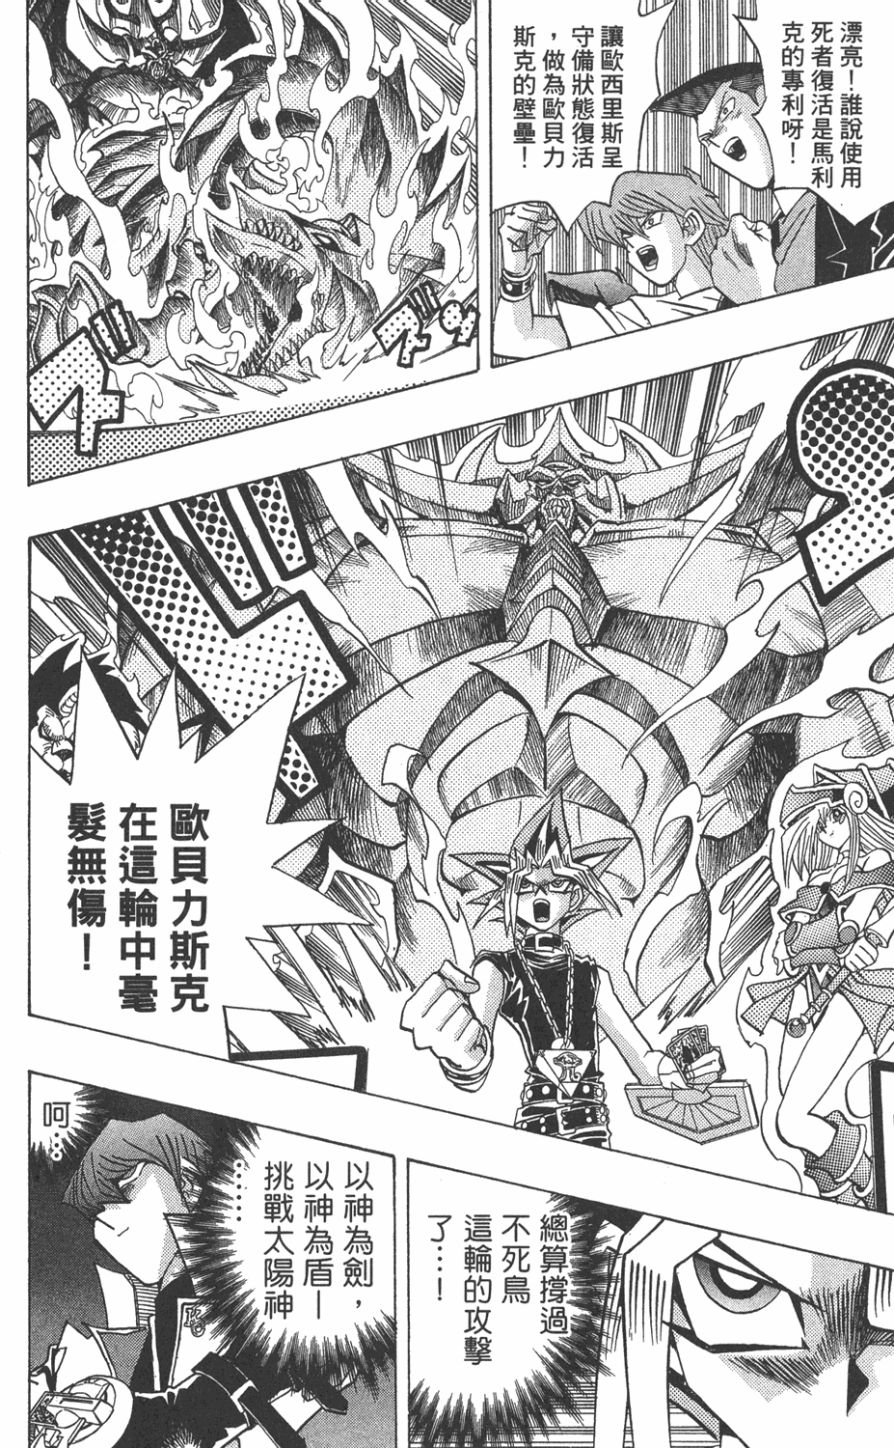 漂亮！誰說使用
死者復活是馬利
克的專利呀！
讓歐西里斯呈
守備狀態復活
，做為歐貝力
斯克的壁壘！
ズ
ズ
歐貝力斯克
在這輪中毫
髮無傷！
總算撐過
不死鳥
這輪的攻擊
了…！
以神為劍，
以神為盾—
挑戰太陽神
………
呵……